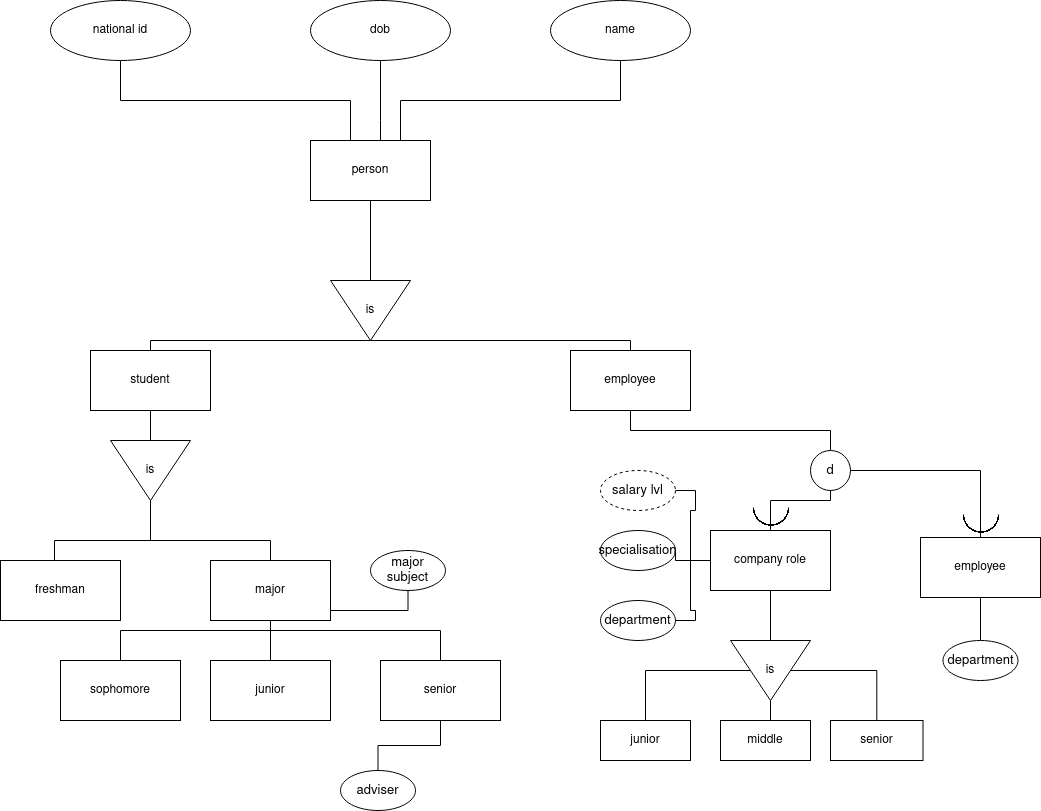 national id
dob
name
person
is
student
employee
is
d
salary lvl
specialisation
department
company role
employee
freshman
major
major
subject
department
is
sophomore
junior
senior
junior
middle
senior
adviser